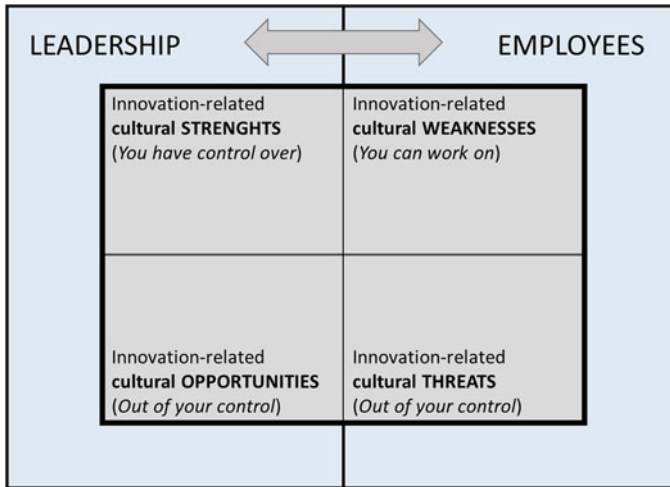 LEADERSHIP
EMPLOYEES
Innovation-related
cultural STRENGHTS
(You have control over)
Innovation-related
cultural WEAKNESSES
(You can work on)
Innovation-related
cultural OPPORTUNITIES
(Out of your control)
Innovation-related
cultural THREATS
(Out of your control)